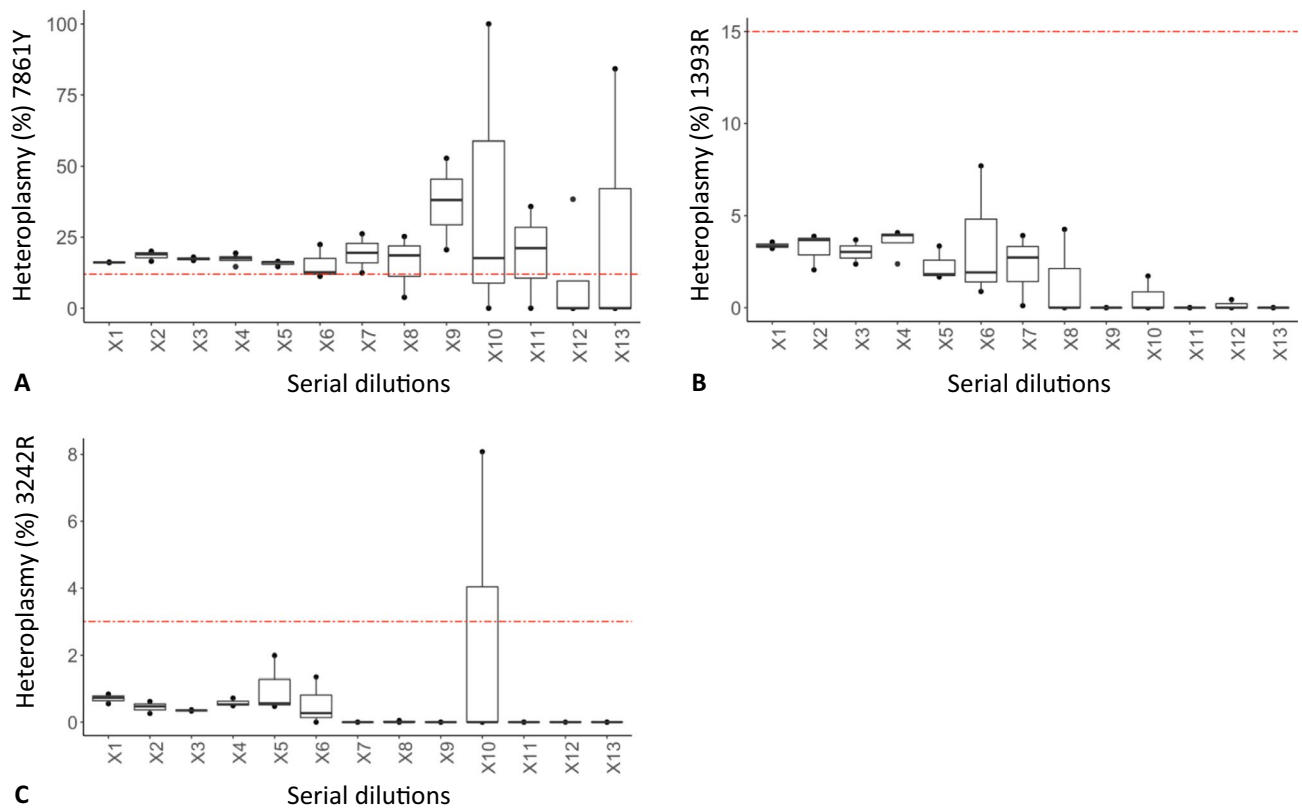 Heteroplasmy (%) 7861Y
100
75
50
25
0
X1 X2 X3 X4 X5 X6 X7 X8 X9 X10 X11 X12 X13
A
Serial dilutions
Heteroplasmy (%) 1393R
15
10
5
0
X1 X2 X3 X4 X5 X6 X7 X8 X9 X10 X11 X12 X13
B
Serial dilutions
Heteroplasmy (%) 3242R
8
6
4
2
0
X1 X2 X3 X4 X5 X6 X7 X8 X9 X10 X11 X12 X13
C
Serial dilutions